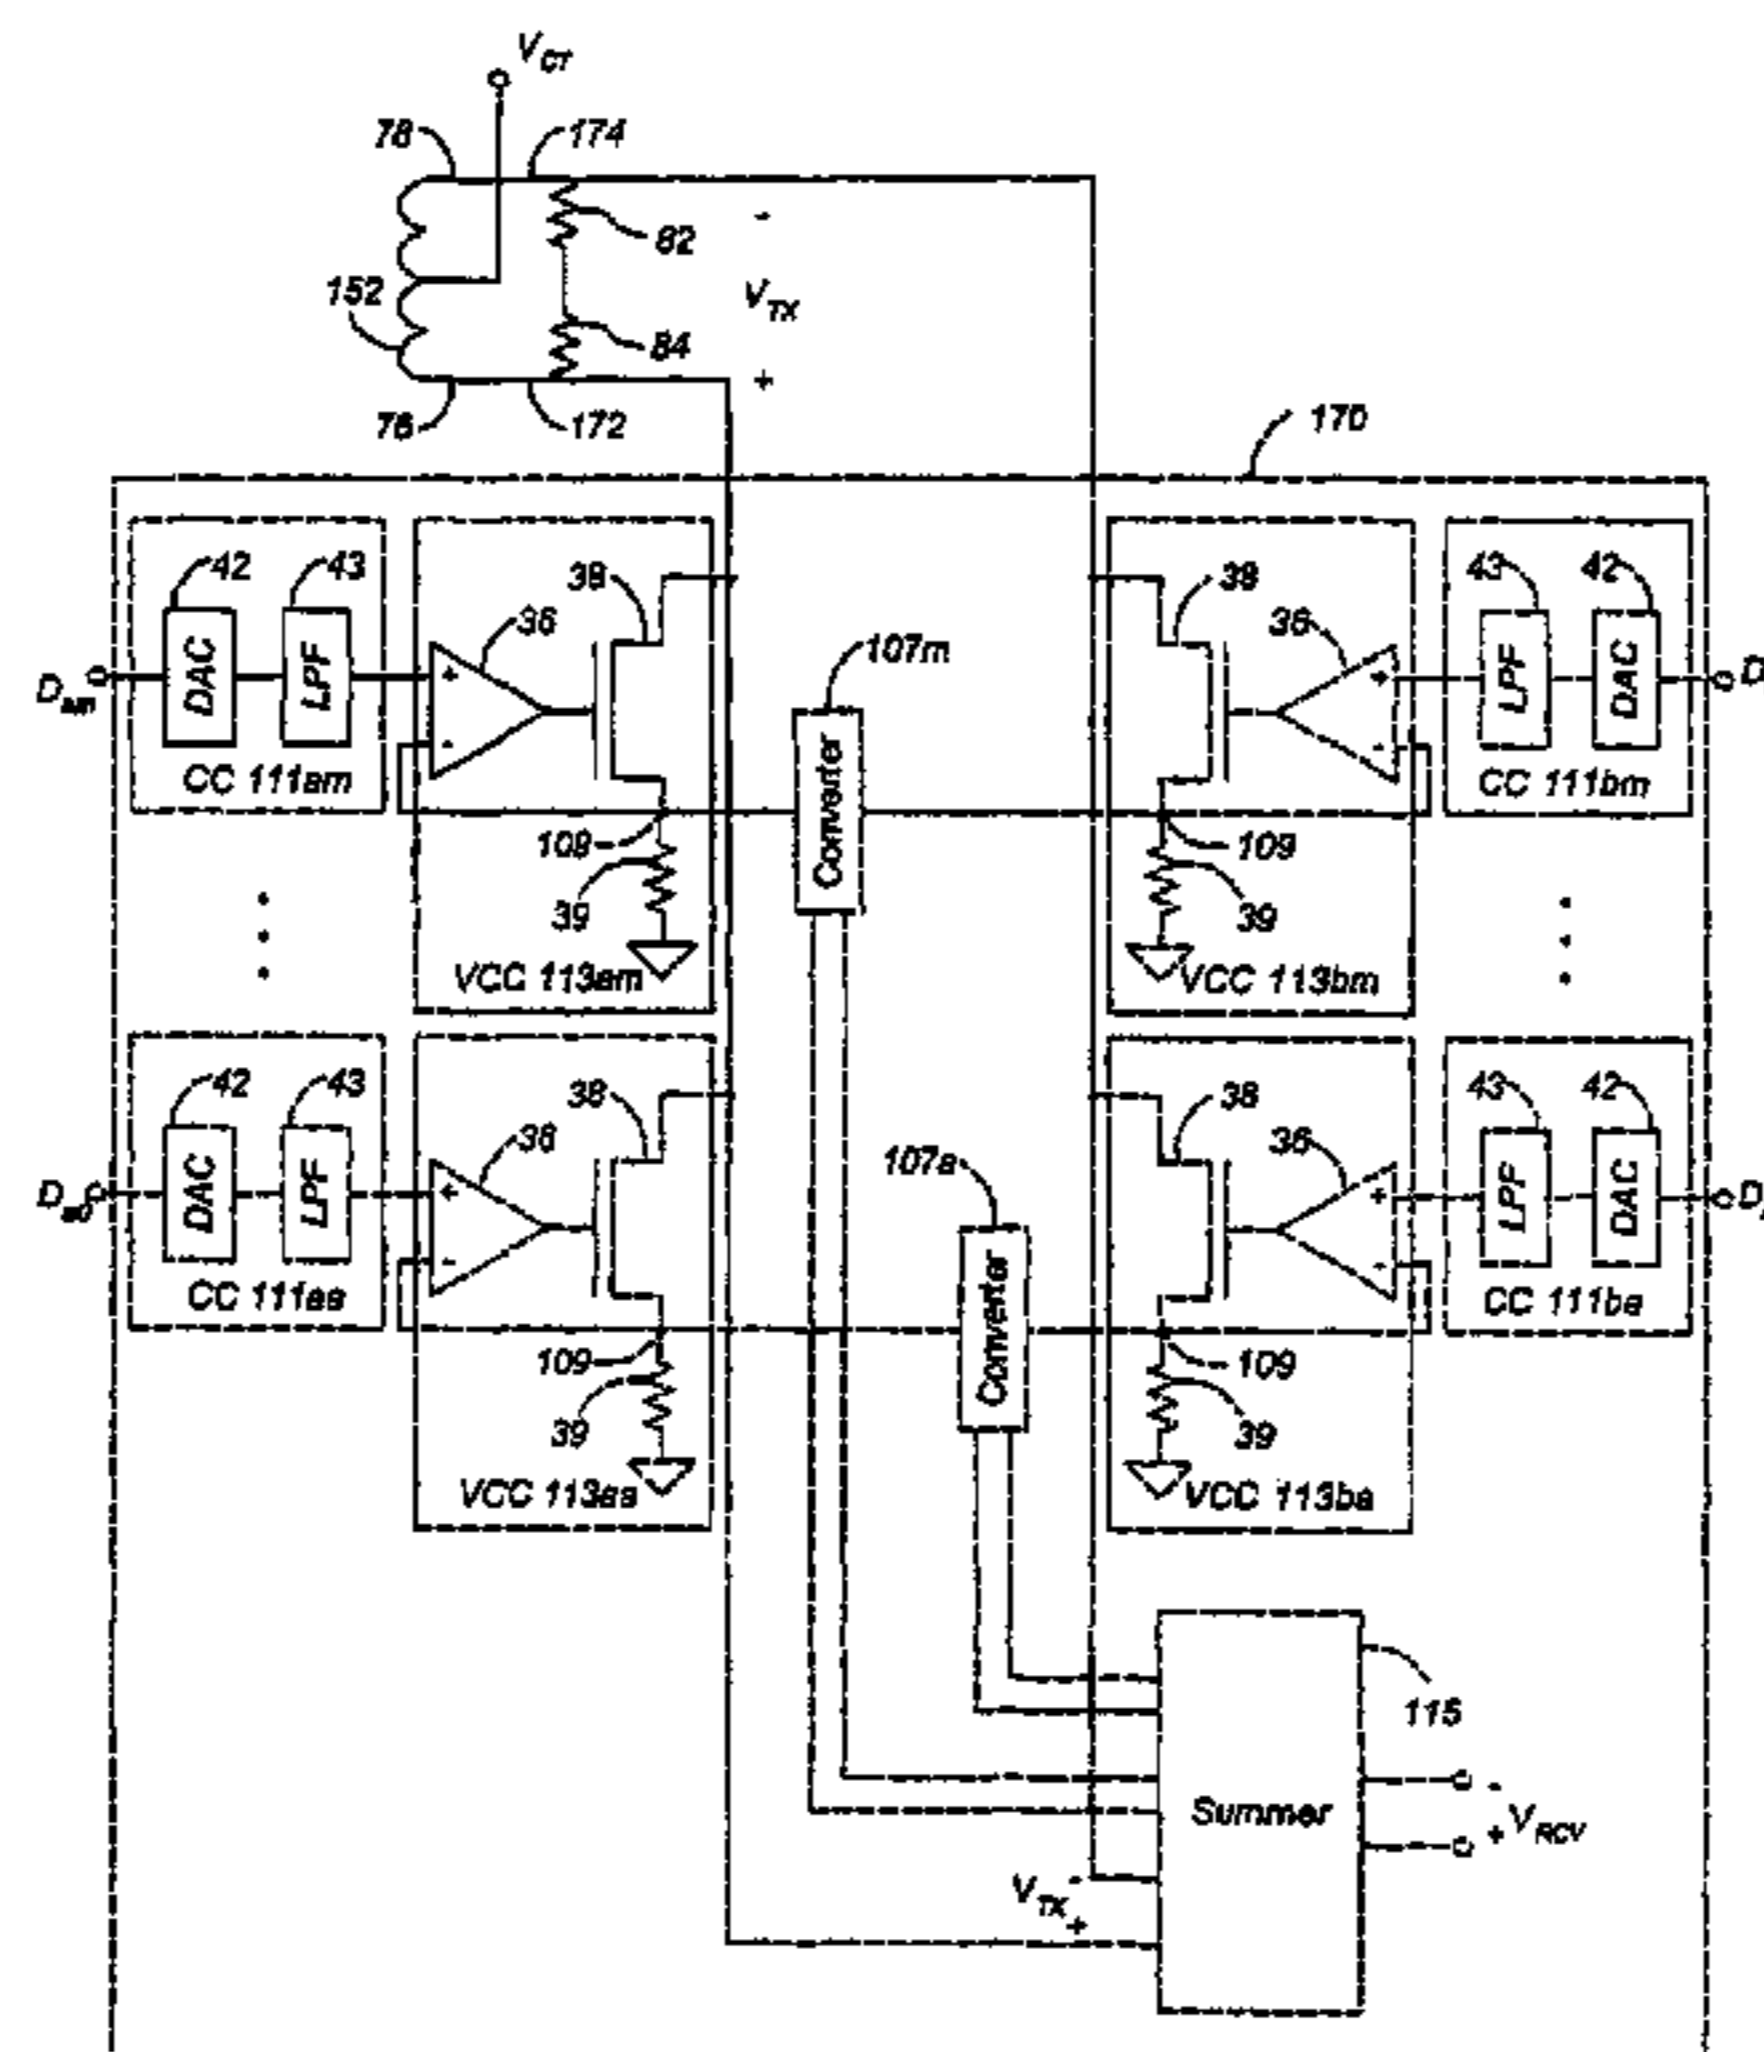 V_CT
78 174
82
152 V_TX
84
76 172
- +
170
42 43 38 36
38 36 43 42
107m
DAC LPF + -
Converter
+ - LPF DAC
CC 111am
CC 111bm
109 109
39 39
VCC 113am
VCC 113bm
42 43 38 36
38 36 43 42
107a
DAC LPF + -
Converter
+ - LPF DAC
CC 111aa
CC 111ba
109 109
39 39
VCC 113aa
VCC 113ba
115
Summer
- + V_RCV
V_TX - +